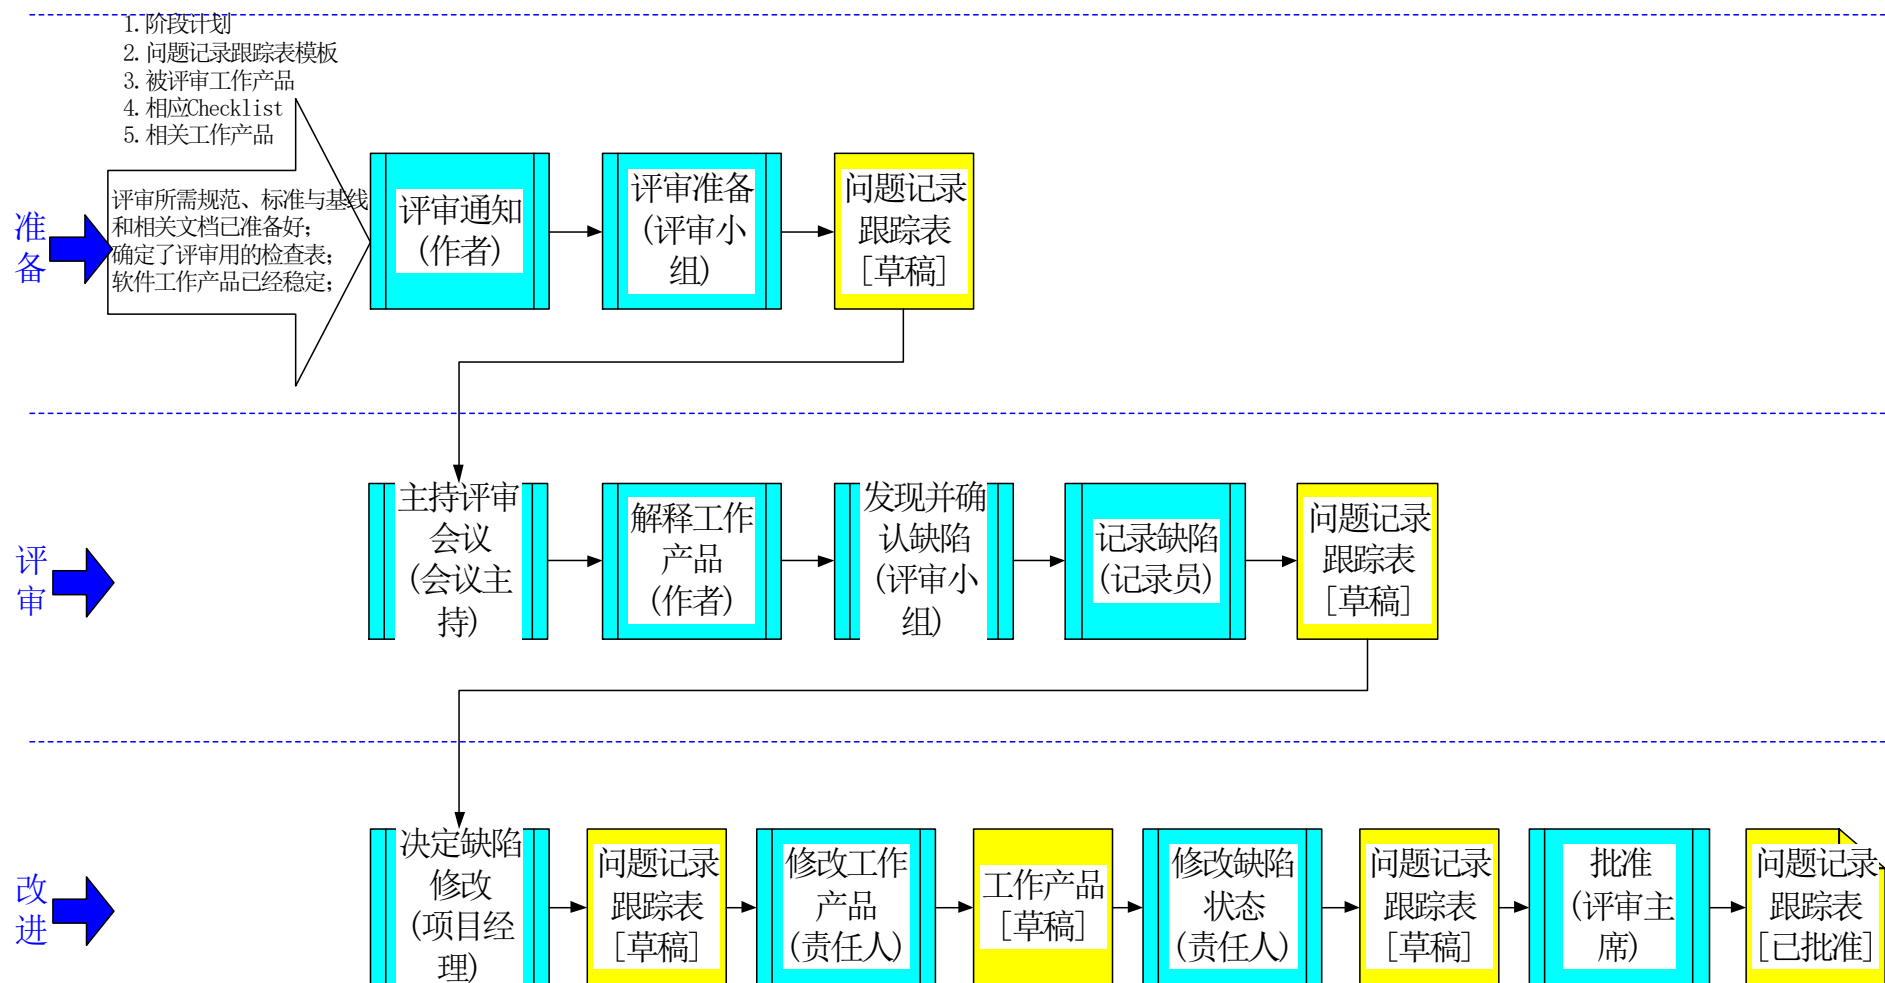 1.阶段计划
2.问题记录跟踪表模板
3.被评审工作产品
4.相应Checklist
5.相关工作产品
准
备
评审所需规范、标准与基线
和相关文档已准备好;
确定了评审用的检查表;
软件工作产品已经稳定;
评审通知
(作者)
评审准备
(评审小
组)
问题记录
跟踪表
[草稿]
评
审
主持评审
会议
(会议主
持)
解释工作
产品
(作者)
发现并确
认缺陷
(评审小
组)
记录缺陷
(记录员)
问题记录
跟踪表
[草稿]
改
进
决定缺陷
修改
(项目经
理)
问题记录
跟踪表
[草稿]
修改工作
产品
(责任人)
工作产品
[草稿]
修改缺陷
状态
(责任人)
问题记录
跟踪表
[草稿]
批准
(评审主
席)
问题记录
跟踪表
[已批准]